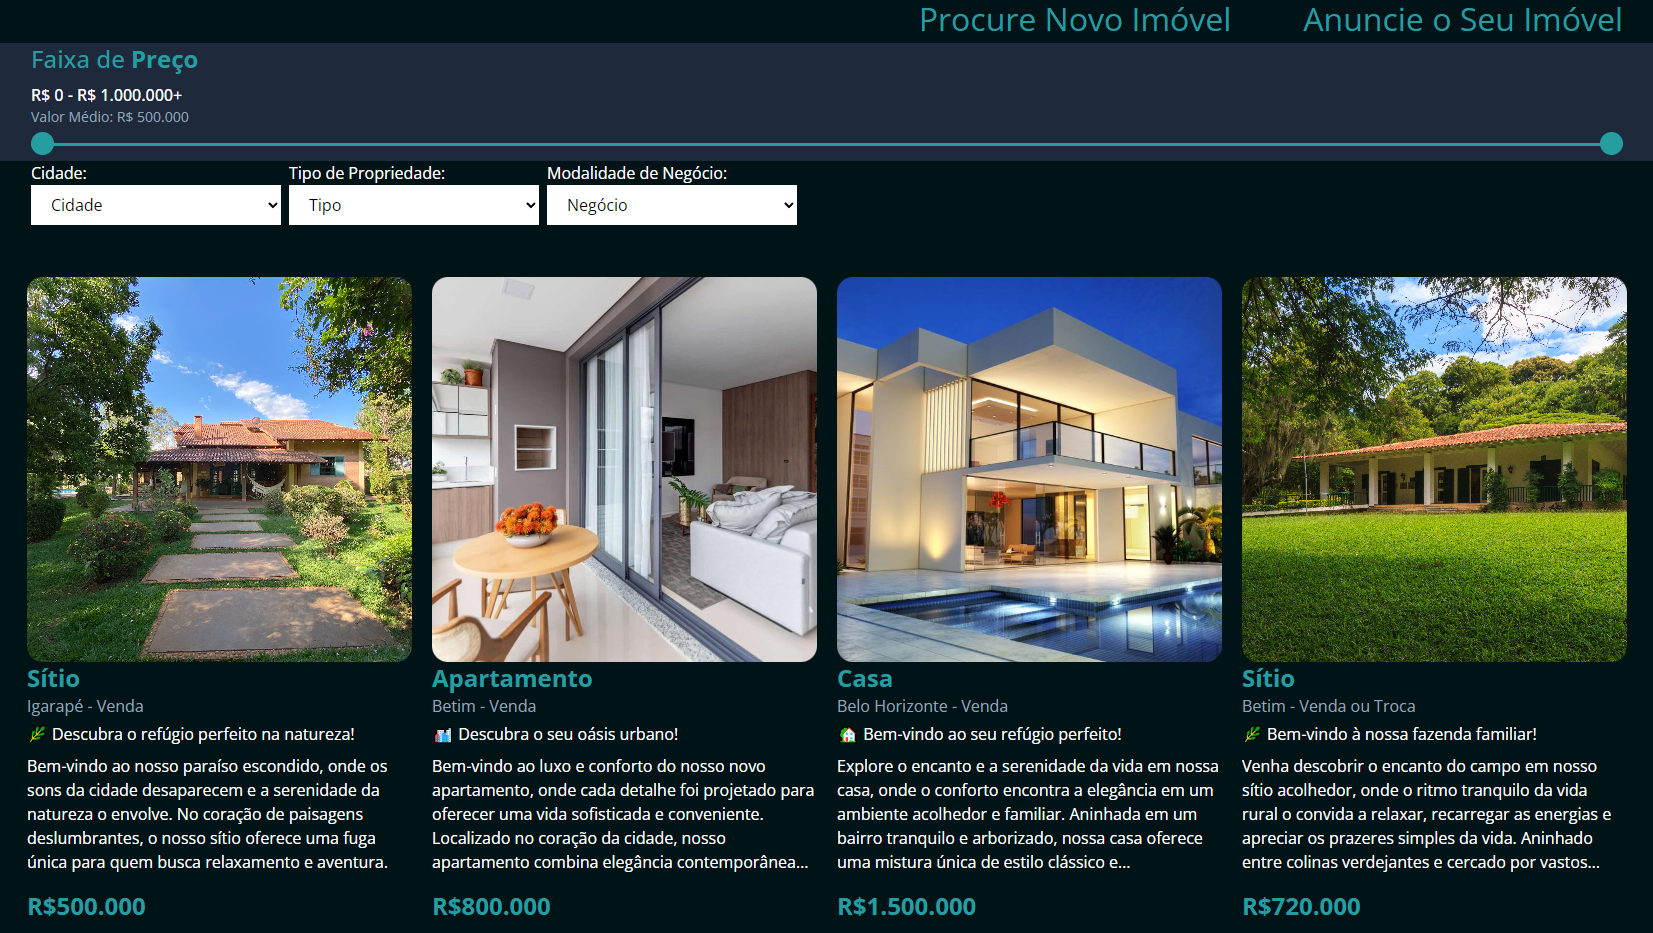 Procure Novo Imóvel Anuncie o Seu Imóvel
Faixa de Preço
R$ 0 - R$ 1.000.000+
Valor Médio: R$ 500.000
Cidade: Tipo de Propriedade: Modalidade de Negócio:
Cidade Tipo Negócio
Sítio
Igarapé - Venda
🌿 Descubra o refúgio perfeito na natureza!
Bem-vindo ao nosso paraíso escondido, onde os
sons da cidade desaparecem e a serenidade da
natureza o envolve. No coração de paisagens
deslumbrantes, o nosso sítio oferece uma fuga
única para quem busca relaxamento e aventura.
R$500.000
Apartamento
Betim - Venda
🏙️ Descubra o seu oásis urbano!
Bem-vindo ao luxo e conforto do nosso novo
apartamento, onde cada detalhe foi projetado para
oferecer uma vida sofisticada e conveniente.
Localizado no coração da cidade, nosso
apartamento combina elegância contemporânea...
R$800.000
Casa
Belo Horizonte - Venda
🏡 Bem-vindo ao seu refúgio perfeito!
Explore o encanto e a serenidade da vida em nossa
casa, onde o conforto encontra a elegância em um
ambiente acolhedor e familiar. Aninhada em um
bairro tranquilo e arborizado, nossa casa oferece
uma mistura única de estilo clássico e...
R$1.500.000
Sítio
Betim - Venda ou Troca
🌿 Bem-vindo à nossa fazenda familiar!
Venha descobrir o encanto do campo em nosso
sítio acolhedor, onde o ritmo tranquilo da vida
rural o convida a relaxar, recarregar as energias e
apreciar os prazeres simples da vida. Aninhado
entre colinas verdejantes e cercado por vastos...
R$720.000